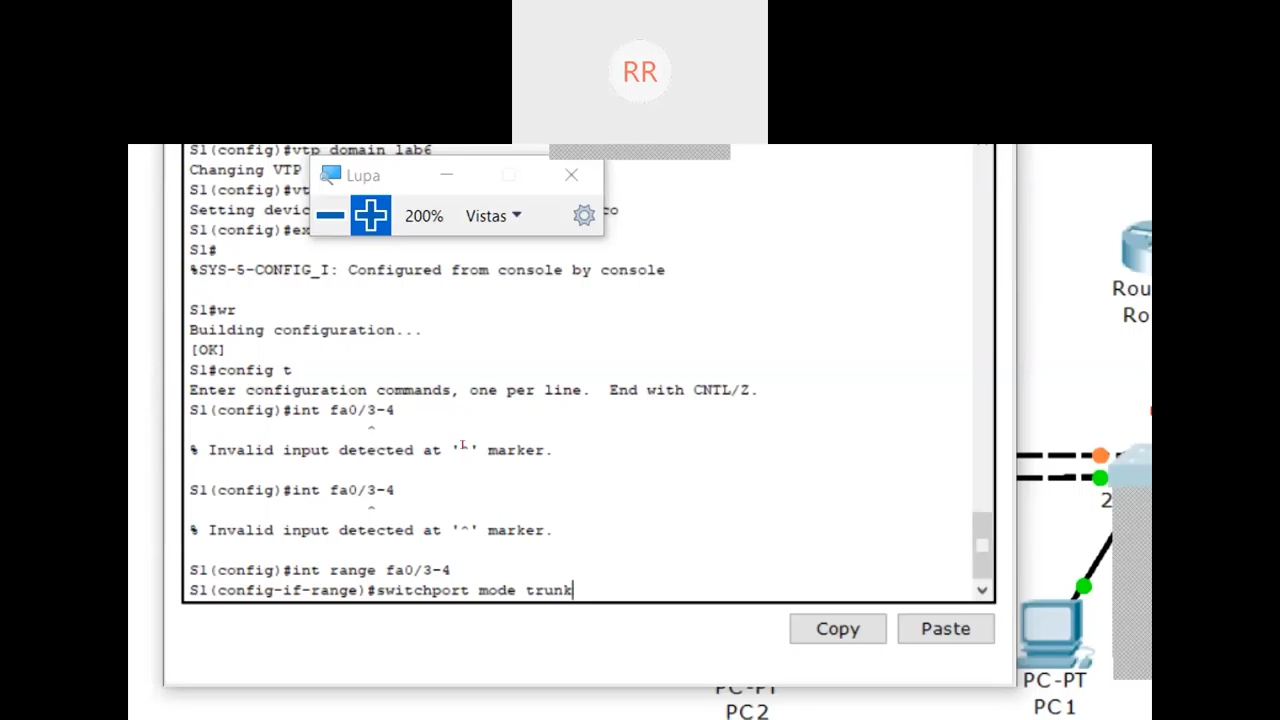 RR
S1(config)#vtp domain lab6
Changing VTP
Lupa
S1(config)#vt
200% Vistas
Setting devic co
S1(config)#ex
S1#
%SYS-5-CONFIG_I: Configured from console by console
S1#wr
Building configuration...
[OK]
S1#config t
Enter configuration commands, one per line. End with CNTL/Z.
S1(config)#int fa0/3-4
^
% Invalid input detected at '^' marker.
S1(config)#int fa0/3-4
^
% Invalid input detected at '^' marker.
S1(config)#int range fa0/3-4
S1(config-if-range)#switchport mode trunk
Copy Paste
Rou
Ro
2
PC-PT
PC2
PC-PT
PC1